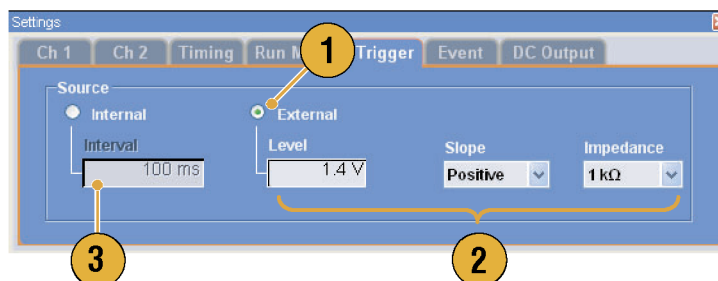 Settings
Ch 1 Ch 2 Timing Run M Trigger Event DC Output
1
Source
Internal External
Interval Level Slope Impedance
100 ms 1.4 V Positive 1 kΩ
3 2